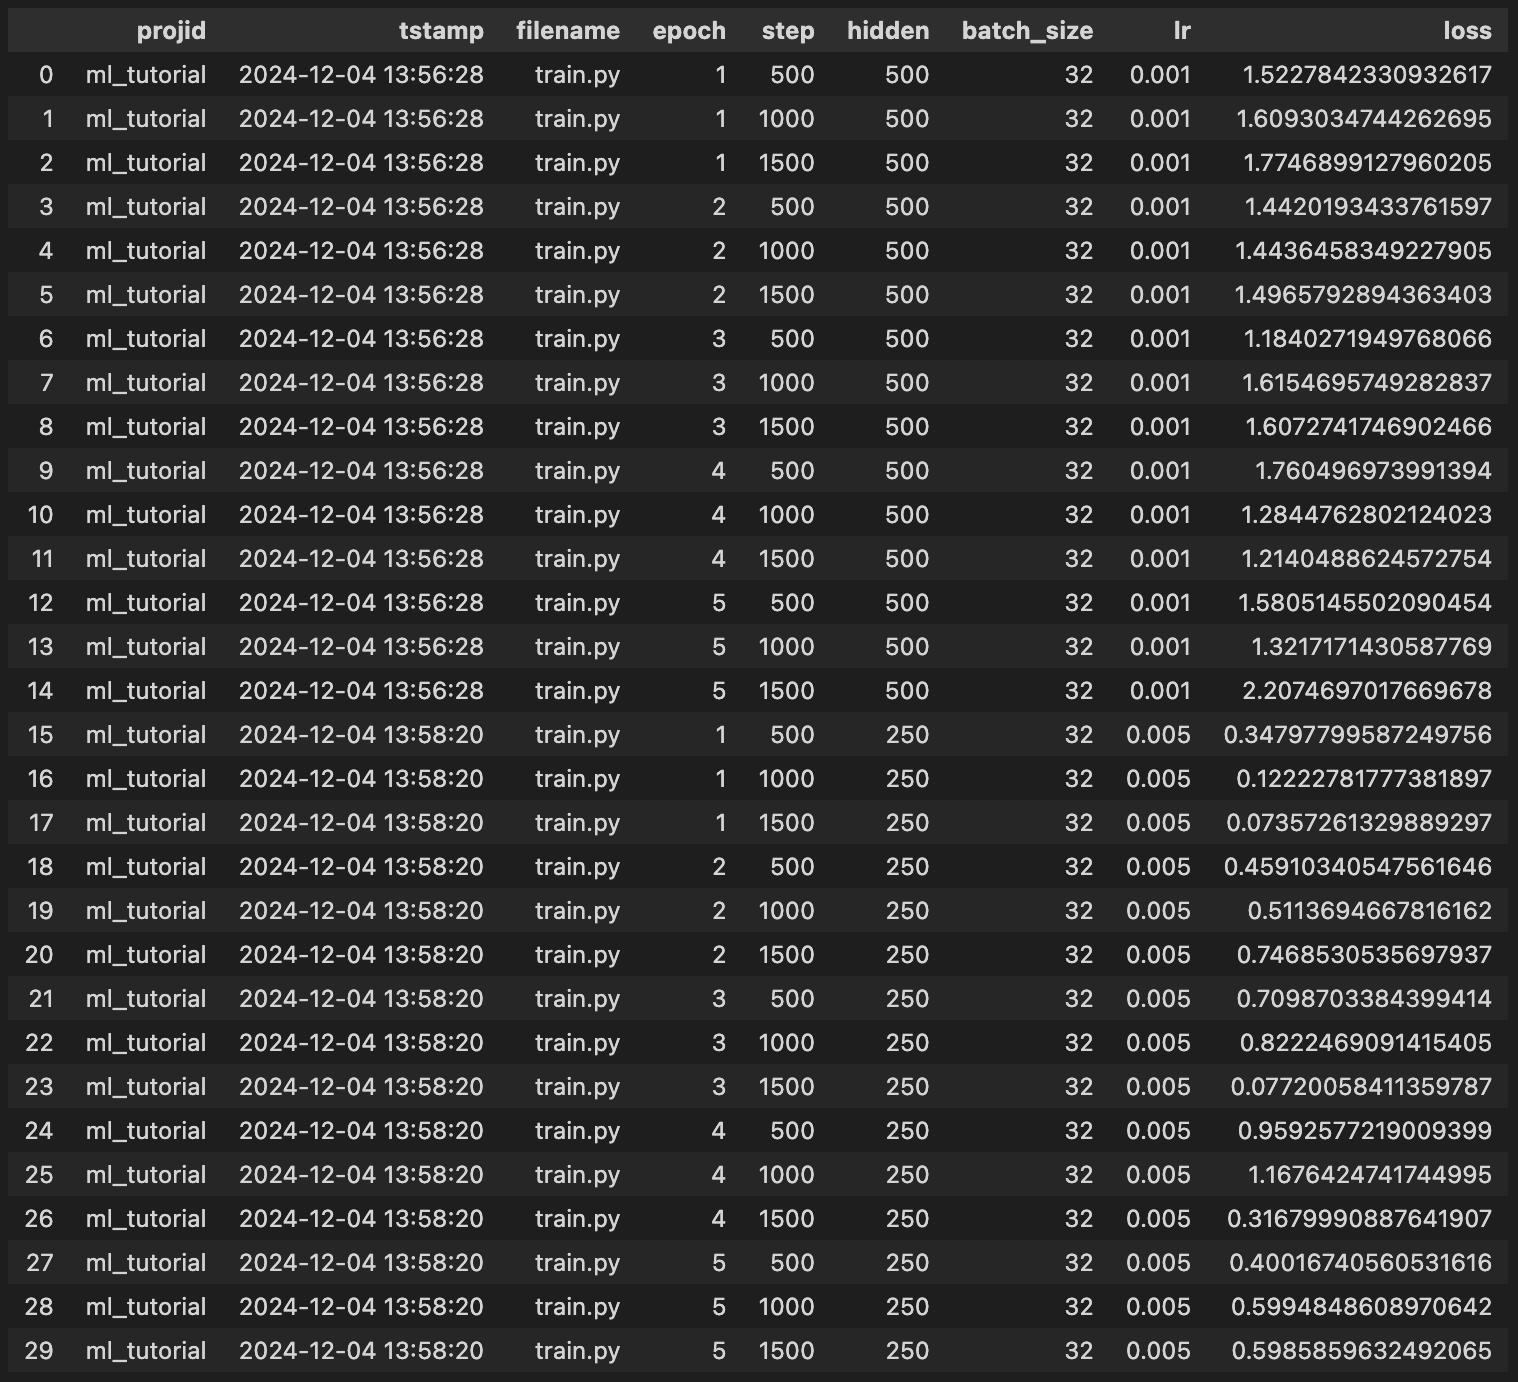 projid tstamp filename epoch step hidden batch_size lr loss
0 ml_tutorial 2024-12-04 13:56:28 train.py 1 500 500 32 0.001 1.5227842330932617
1 ml_tutorial 2024-12-04 13:56:28 train.py 1 1000 500 32 0.001 1.6093034744262695
2 ml_tutorial 2024-12-04 13:56:28 train.py 1 1500 500 32 0.001 1.7746899127960205
3 ml_tutorial 2024-12-04 13:56:28 train.py 2 500 500 32 0.001 1.4420193433761597
4 ml_tutorial 2024-12-04 13:56:28 train.py 2 1000 500 32 0.001 1.4436458349227905
5 ml_tutorial 2024-12-04 13:56:28 train.py 2 1500 500 32 0.001 1.4965792894363403
6 ml_tutorial 2024-12-04 13:56:28 train.py 3 500 500 32 0.001 1.1840271949768066
7 ml_tutorial 2024-12-04 13:56:28 train.py 3 1000 500 32 0.001 1.6154695749282837
8 ml_tutorial 2024-12-04 13:56:28 train.py 3 1500 500 32 0.001 1.6072741746902466
9 ml_tutorial 2024-12-04 13:56:28 train.py 4 500 500 32 0.001 1.760496973991394
10 ml_tutorial 2024-12-04 13:56:28 train.py 4 1000 500 32 0.001 1.2844762802124023
11 ml_tutorial 2024-12-04 13:56:28 train.py 4 1500 500 32 0.001 1.2140488624572754
12 ml_tutorial 2024-12-04 13:56:28 train.py 5 500 500 32 0.001 1.5805145502090454
13 ml_tutorial 2024-12-04 13:56:28 train.py 5 1000 500 32 0.001 1.3217171430587769
14 ml_tutorial 2024-12-04 13:56:28 train.py 5 1500 500 32 0.001 2.2074697017669678
15 ml_tutorial 2024-12-04 13:58:20 train.py 1 500 250 32 0.005 0.34797799587249756
16 ml_tutorial 2024-12-04 13:58:20 train.py 1 1000 250 32 0.005 0.12222781777381897
17 ml_tutorial 2024-12-04 13:58:20 train.py 1 1500 250 32 0.005 0.07357261329889297
18 ml_tutorial 2024-12-04 13:58:20 train.py 2 500 250 32 0.005 0.45910340547561646
19 ml_tutorial 2024-12-04 13:58:20 train.py 2 1000 250 32 0.005 0.5113694667816162
20 ml_tutorial 2024-12-04 13:58:20 train.py 2 1500 250 32 0.005 0.7468530535697937
21 ml_tutorial 2024-12-04 13:58:20 train.py 3 500 250 32 0.005 0.7098703384399414
22 ml_tutorial 2024-12-04 13:58:20 train.py 3 1000 250 32 0.005 0.8222469091415405
23 ml_tutorial 2024-12-04 13:58:20 train.py 3 1500 250 32 0.005 0.07720058411359787
24 ml_tutorial 2024-12-04 13:58:20 train.py 4 500 250 32 0.005 0.9592577219009399
25 ml_tutorial 2024-12-04 13:58:20 train.py 4 1000 250 32 0.005 1.1676424741744995
26 ml_tutorial 2024-12-04 13:58:20 train.py 4 1500 250 32 0.005 0.31679990887641907
27 ml_tutorial 2024-12-04 13:58:20 train.py 5 500 250 32 0.005 0.40016740560531616
28 ml_tutorial 2024-12-04 13:58:20 train.py 5 1000 250 32 0.005 0.5994848608970642
29 ml_tutorial 2024-12-04 13:58:20 train.py 5 1500 250 32 0.005 0.5985859632492065